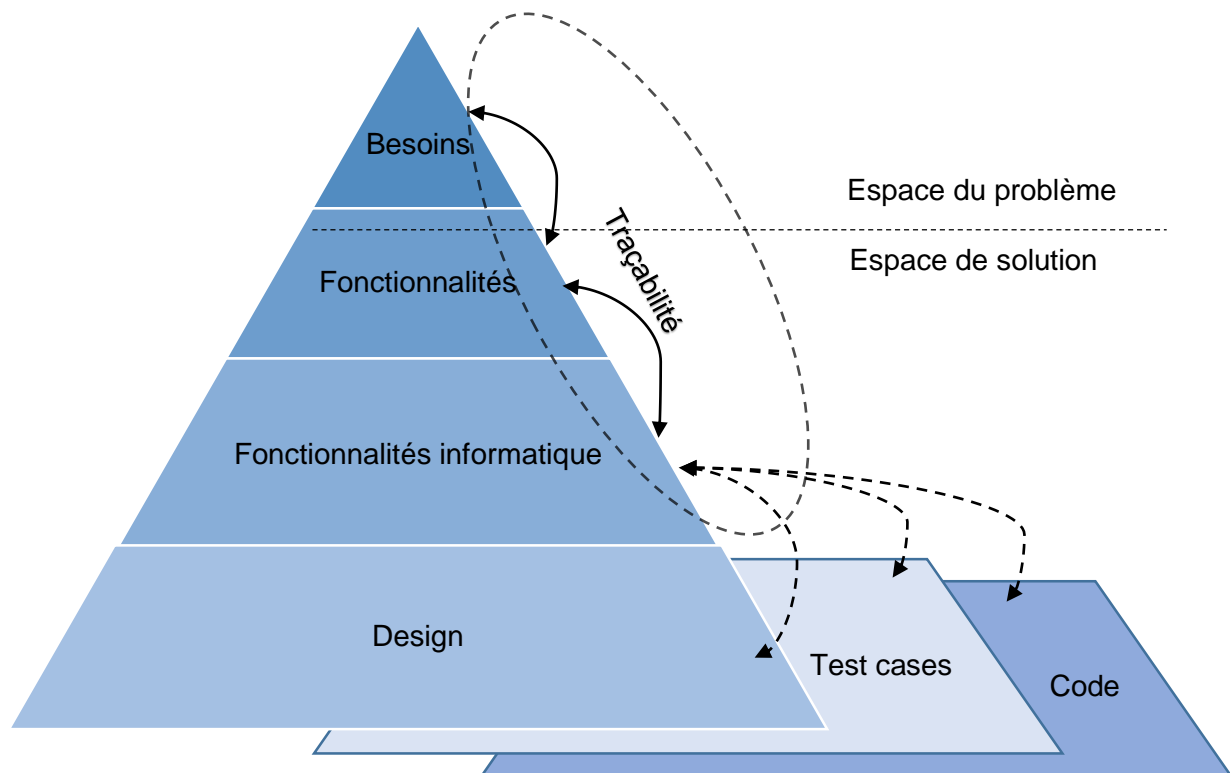 Besoins
Espace du problème
Traçabilité
Espace de solution
Fonctionnalités
Fonctionnalités informatique
Design
Test cases
Code